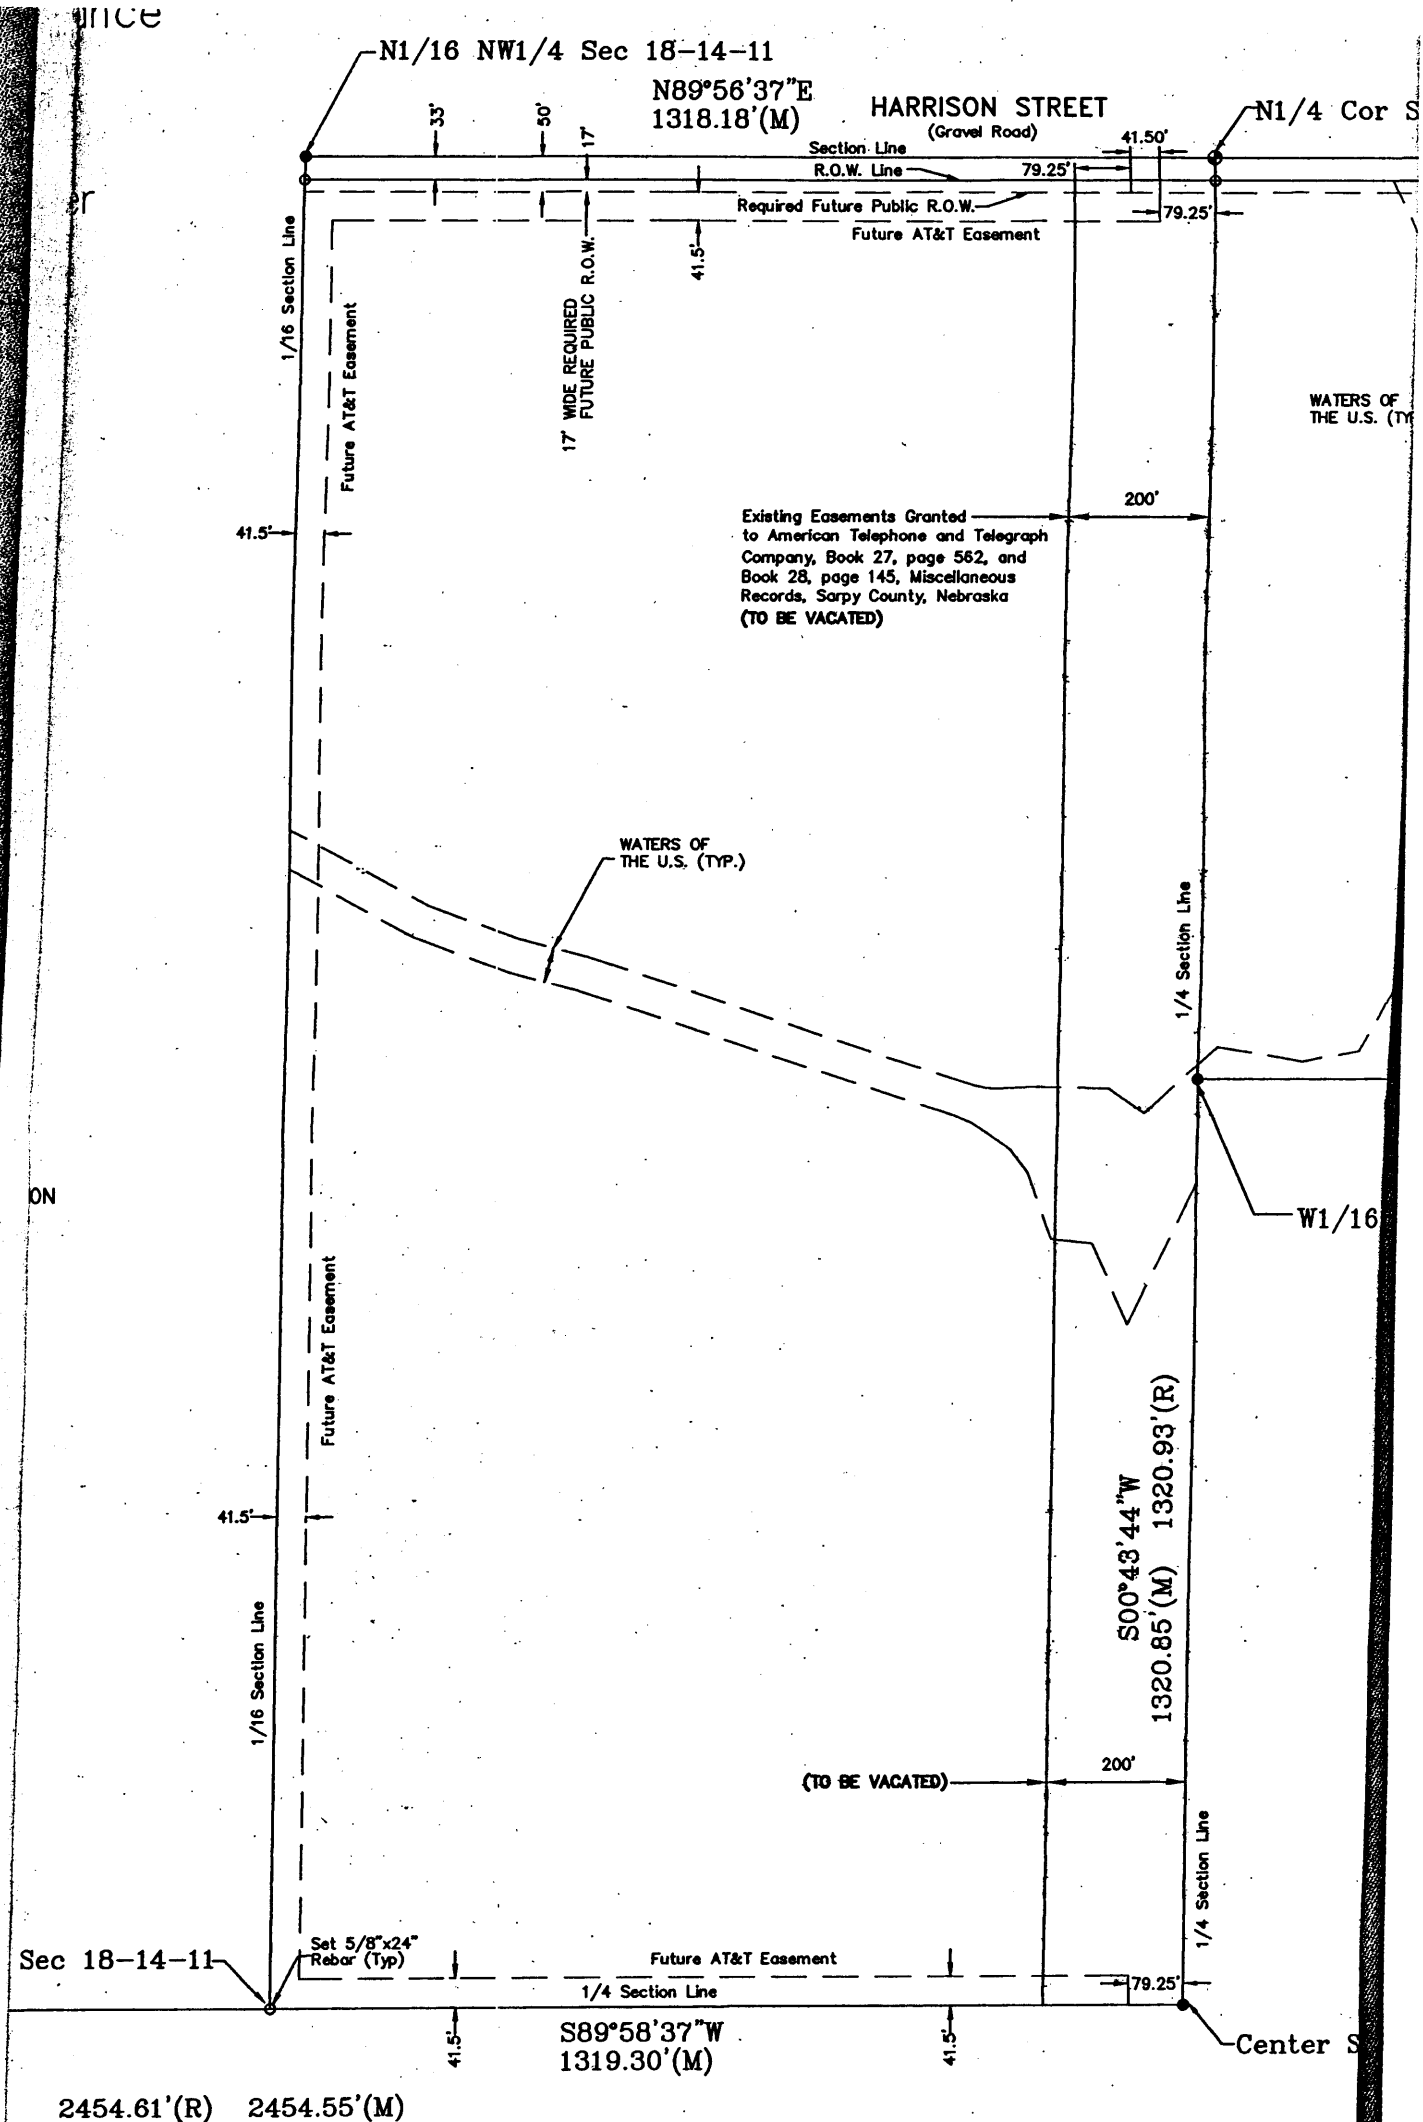 N1/16 NW1/4 Sec 18-14-11
N89°56'37"E
1318.18'(M)
HARRISON STREET
(Gravel Road)
N1/4 Cor S
33'
50'
17'
Section Line
41.50'
R.O.W. Line
79.25'
Required Future Public R.O.W.
79.25'
Future AT&T Easement
41.5'
1/16 Section Line
Future AT&T Easement
17' WIDE REQUIRED
FUTURE PUBLIC R.O.W.
WATERS OF
THE U.S. (TY
41.5'
200'
Existing Easements Granted
to American Telephone and Telegraph
Company, Book 27, page 562, and
Book 28, page 145, Miscellaneous
Records, Sarpy County, Nebraska
(TO BE VACATED)
WATERS OF
THE U.S. (TYP.)
1/4 Section Line
ON
W1/16
Future AT&T Easement
S00°43'44"W
1320.85'(M) 1320.93'(R)
41.5'
1/16 Section Line
(TO BE VACATED)
200'
1/4 Section Line
Sec 18-14-11
Set 5/8"x24"
Rebar (Typ)
Future AT&T Easement
1/4 Section Line
79.25'
41.5'
S89°58'37"W
1319.30'(M)
41.5'
Center S
2454.61'(R) 2454.55'(M)